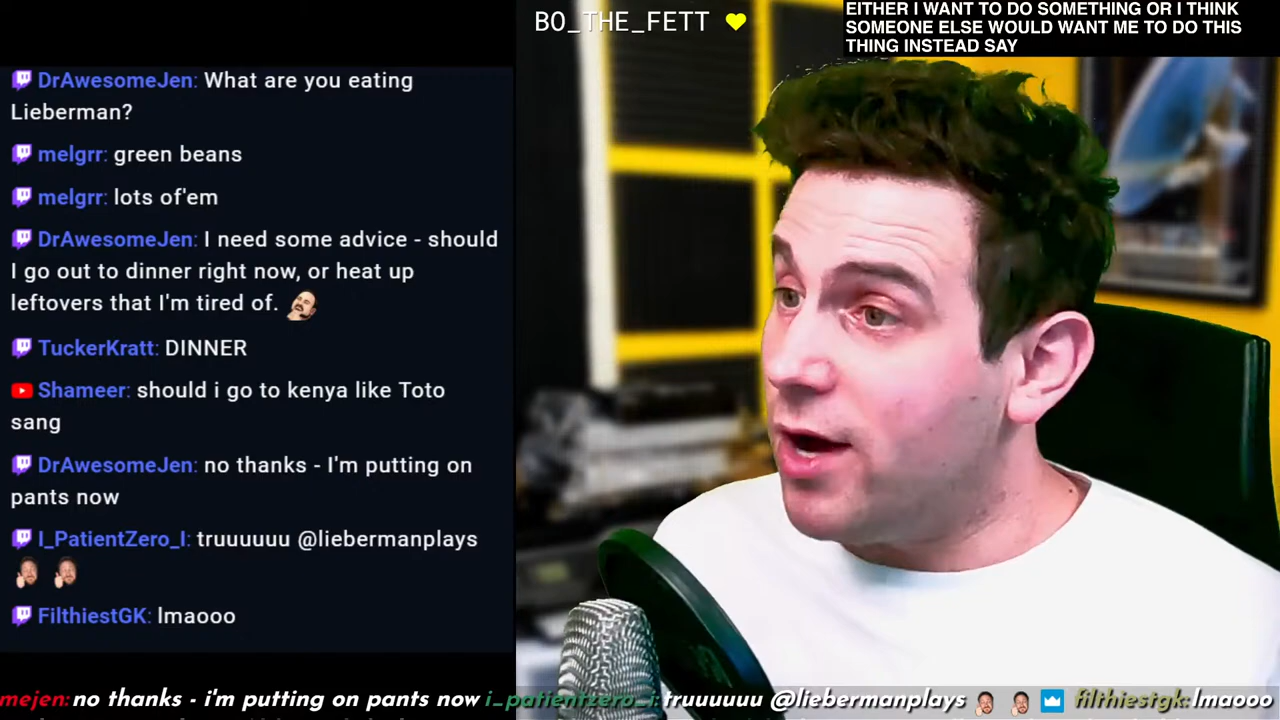 BO_THE_FETT
EITHER I WANT TO DO SOMETHING OR I THINK
SOMEONE ELSE WOULD WANT ME TO DO THIS
THING INSTEAD SAY
DrAwesomeJen: What are you eating
Lieberman?
melgrr: green beans
melgrr: lots of'em
DrAwesomeJen: I need some advice - should
I go out to dinner right now, or heat up
leftovers that I'm tired of.
TuckerKratt: DINNER
Shameer: should i go to kenya like Toto
sang
DrAwesomeJen: no thanks - I'm putting on
pants now
I_PatientZero_I: truuuuuu @liebermanplays
FilthiestGK: lmaooo
mejen: no thanks - i'm putting on pants now i_patientzero_i: truuuuuu @liebermanplays filthiestgk: lmaooo